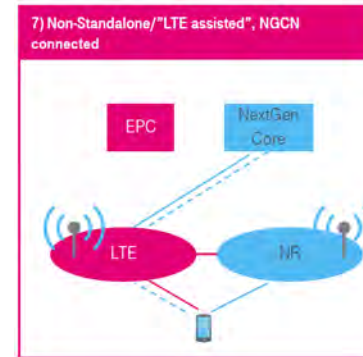 7) Non-Standalone/"LTE assisted", NGCN
connected
EPC
NextGen
Core
LTE
NR